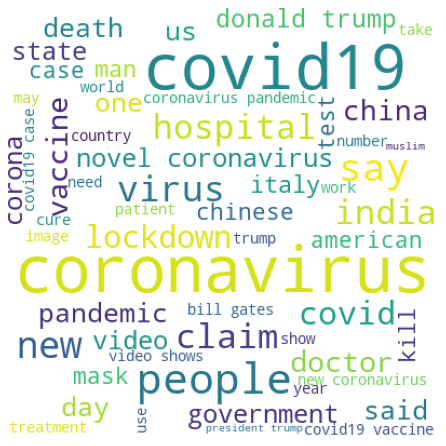 death
us
donald trump
take
state
covid19
case
man
world
may
one
coronavirus pandemic
china
corona
covid19 case
vaccine
country
hospital
test
number
muslim
novel coronavirus
say
need
virus
italy
work
cure
patient
chinese
india
image
lockdown
trump
american
coronavirus
pandemic
bill gates
covid
kill
new
video
claim
show
video shows
doctor
mask
people
year
new coronavirus
day
use
government
said
treatment
president trump
covid19 vaccine